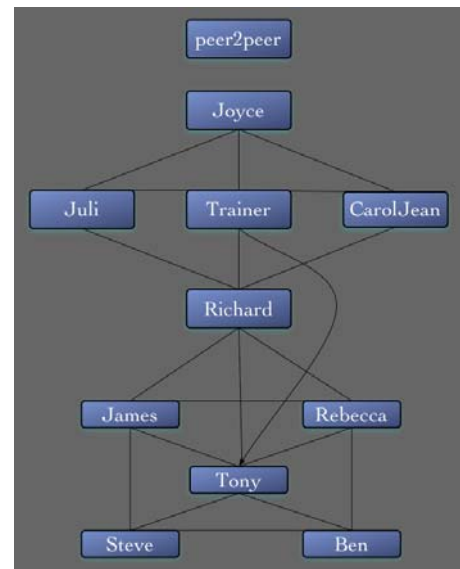 peer2peer
Joyce
Juli
Trainer
CarolJean
Richard
James
Rebecca
Tony
Steve
Ben